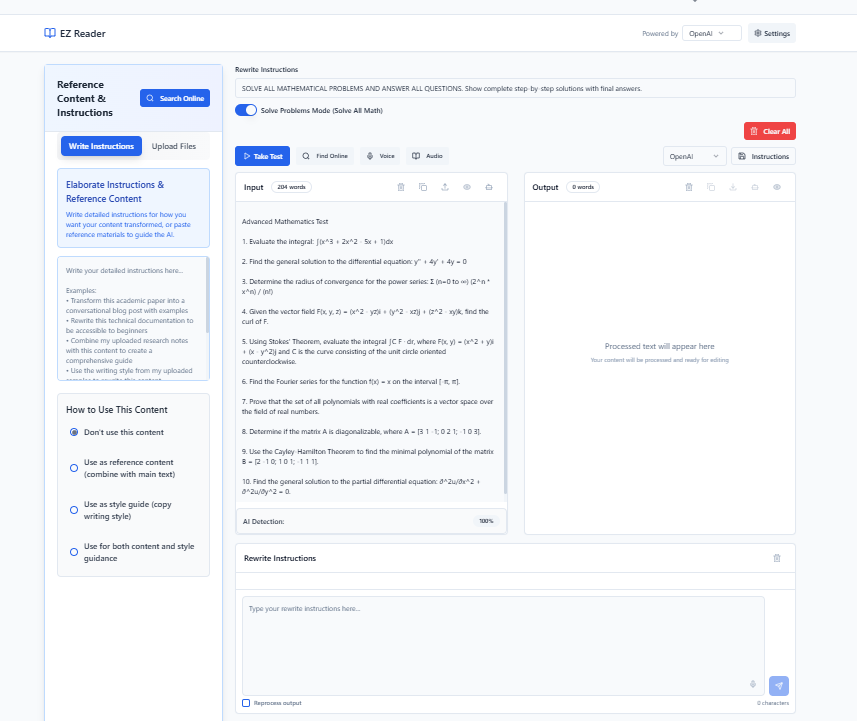 EZ Reader
Powered by
OpenAI
Settings
Reference
Content &
Instructions
Search Online
Write Instructions
Upload Files
Elaborate Instructions &
Reference Content
Write detailed instructions for how you
want your content transformed, or paste
reference materials to guide the AI.
Write your detailed instructions here...
Examples:
• Transform this academic paper into a
conversational blog post with examples
• Rewrite this technical documentation to
be accessible to beginners
• Combine my uploaded research notes
with this content to create a
comprehensive guide
• Use the writing style from my uploaded
How to Use This Content
Don't use this content
Use as reference content
(combine with main text)
Use as style guide (copy
writing style)
Use for both content and style
guidance
Rewrite Instructions
SOLVE ALL MATHEMATICAL PROBLEMS AND ANSWER ALL QUESTIONS. Show complete step-by-step solutions with final answers.
Solve Problems Mode (Solve All Math)
Clear All
Take Test
Find Online
Voice
Audio
OpenAI
Instructions
Input
204 words
Advanced Mathematics Test
1. Evaluate the integral: ∫(x^3 + 2x^2 - 5x + 1)dx
2. Find the general solution to the differential equation: y'' + 4y' + 4y = 0
3. Determine the radius of convergence for the power series: Σ (n=0 to ∞) (2^n *
x^n) / (n!)
4. Given the vector field F(x, y, z) = (x^2 - yz)i + (y^2 - xz)j + (z^2 - xy)k, find the
curl of F.
5. Using Stokes' Theorem, evaluate the integral ∫C F · dr, where F(x, y) = (x^2 + y)i
+ (x - y^2)j and C is the curve consisting of the unit circle oriented
counterclockwise.
6. Find the Fourier series for the function f(x) = x on the interval [-π, π].
7. Prove that the set of all polynomials with real coefficients is a vector space over
the field of real numbers.
8. Determine if the matrix A is diagonalizable, where A = [3 1 -1; 0 2 1; -1 0 3].
9. Use the Cayley-Hamilton Theorem to find the minimal polynomial of the matrix
B = [2 -1 0; 1 0 1; -1 1 1].
10. Find the general solution to the partial differential equation: ∂^2u/∂x^2 +
∂^2u/∂y^2 = 0.
AI Detection:
100%
Output
0 words
Processed text will appear here
Your content will be processed and ready for editing
Rewrite Instructions
Type your rewrite instructions here...
Reprocess output
0 characters